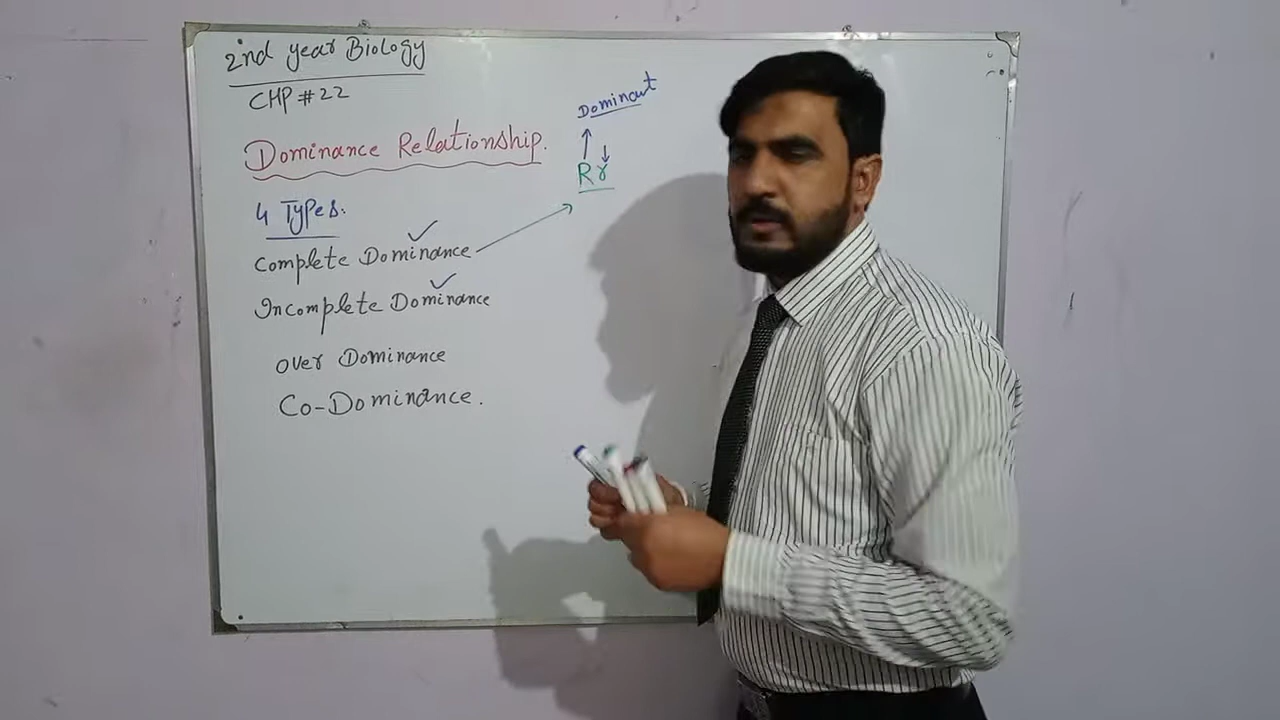 2nd year Biology
CHP # 22
Dominance Relationship.
4 Types.
Complete Dominance
Incomplete Dominance
over Dominance
Co-Dominance.
Dominant
Rr